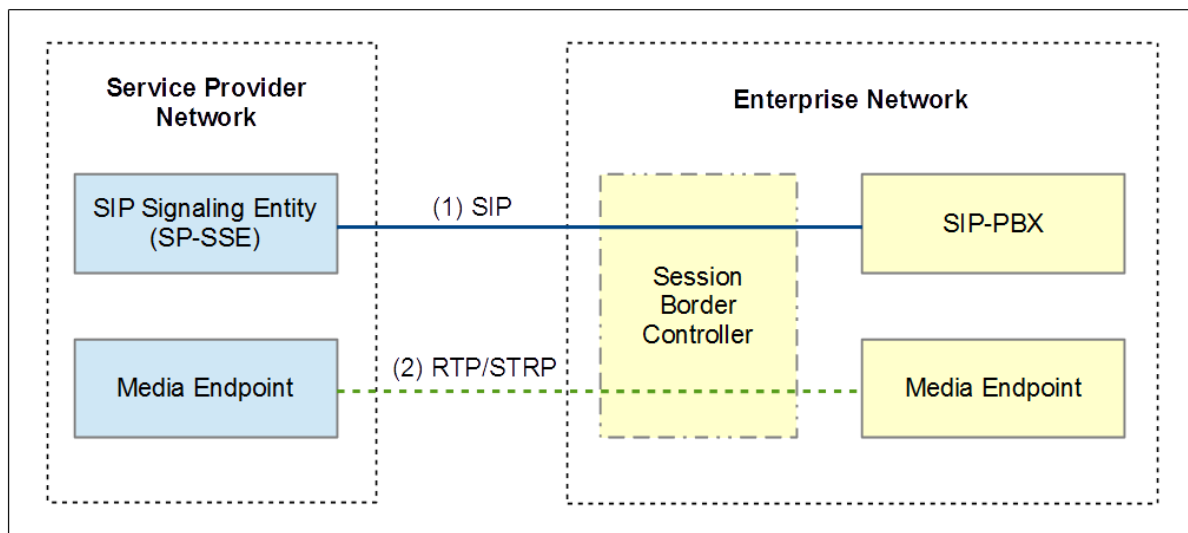 Service Provider
Network
Enterprise Network
SIP Signaling Entity
(SP-SSE)
(1) SIP
SIP-PBX
Session
Border
Controller
Media Endpoint
(2) RTP/STRP
Media Endpoint